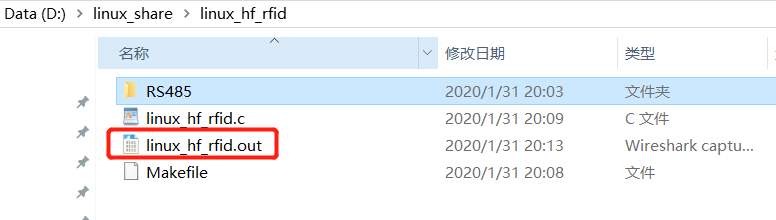 Data (D:) › linux_share › linux_hf_rfid
名称 修改日期 类型
RS485 2020/1/31 20:03 文件夹
linux_hf_rfid.c 2020/1/31 20:09 C 文件
linux_hf_rfid.out 2020/1/31 20:13 Wireshark captu...
Makefile 2020/1/31 20:08 文件